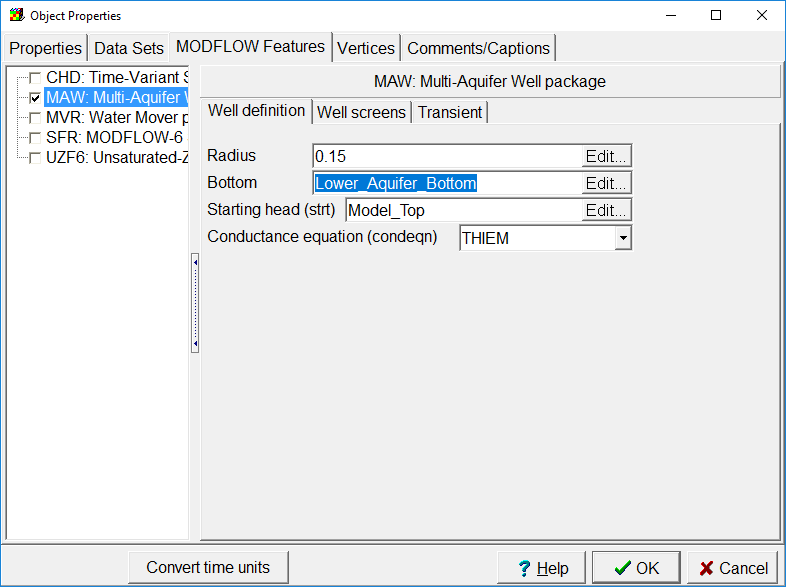 Object Properties
Properties Data Sets MODFLOW Features Vertices Comments/Captions
CHD: Time-Variant S
MAW: Multi-Aquifer W
MVR: Water Mover p
SFR: MODFLOW-6
UZF6: Unsaturated-Z
MAW: Multi-Aquifer Well package
Well definition Well screens Transient
Radius 0.15 Edit...
Bottom Lower_Aquifer_Bottom Edit...
Starting head (strt) Model_Top Edit...
Conductance equation (condeqn) THIEM
Convert time units ? Help OK Cancel